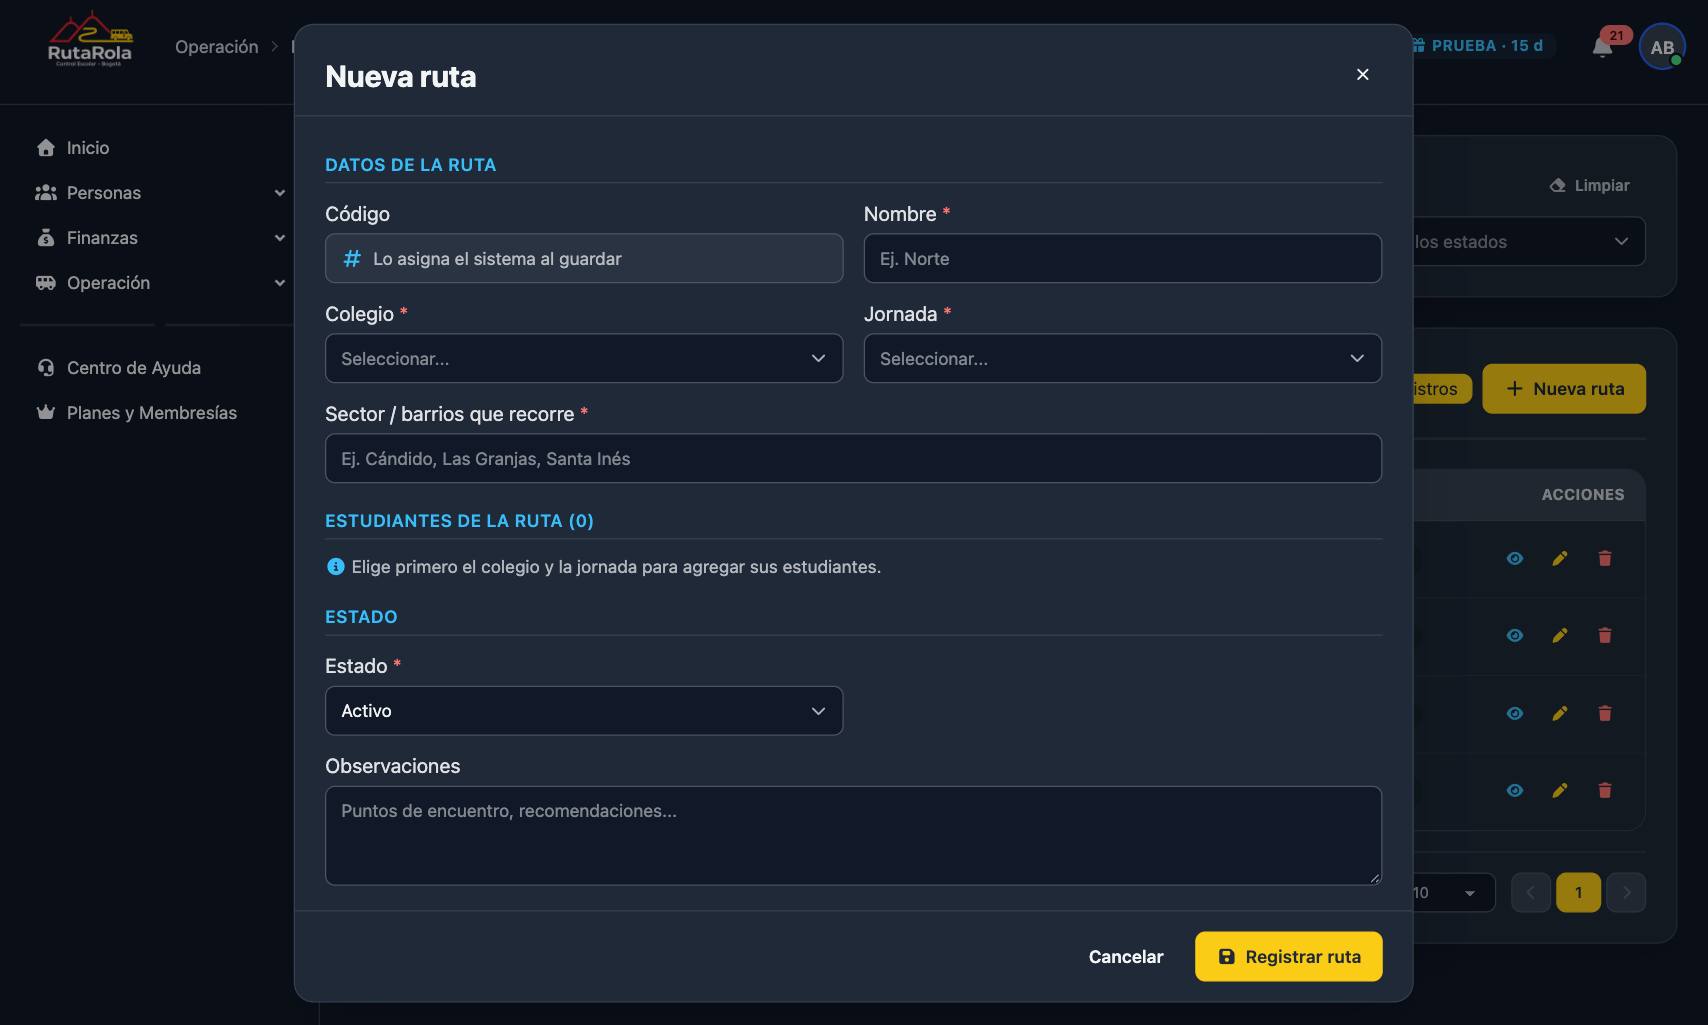 RutaRola
Control Escolar - Bogotá
Operación
PRUEBA · 15 d
21
AB
Inicio
Personas
Finanzas
Operación
Centro de Ayuda
Planes y Membresías
Nueva ruta
DATOS DE LA RUTA
Código
# Lo asigna el sistema al guardar
Nombre *
Ej. Norte
Colegio *
Seleccionar...
Jornada *
Seleccionar...
Sector / barrios que recorre *
Ej. Cándido, Las Granjas, Santa Inés
ESTUDIANTES DE LA RUTA (0)
Elige primero el colegio y la jornada para agregar sus estudiantes.
ESTADO
Estado *
Activo
Observaciones
Puntos de encuentro, recomendaciones...
Cancelar
Registrar ruta
Limpiar
los estados
istros
+ Nueva ruta
ACCIONES
10
1